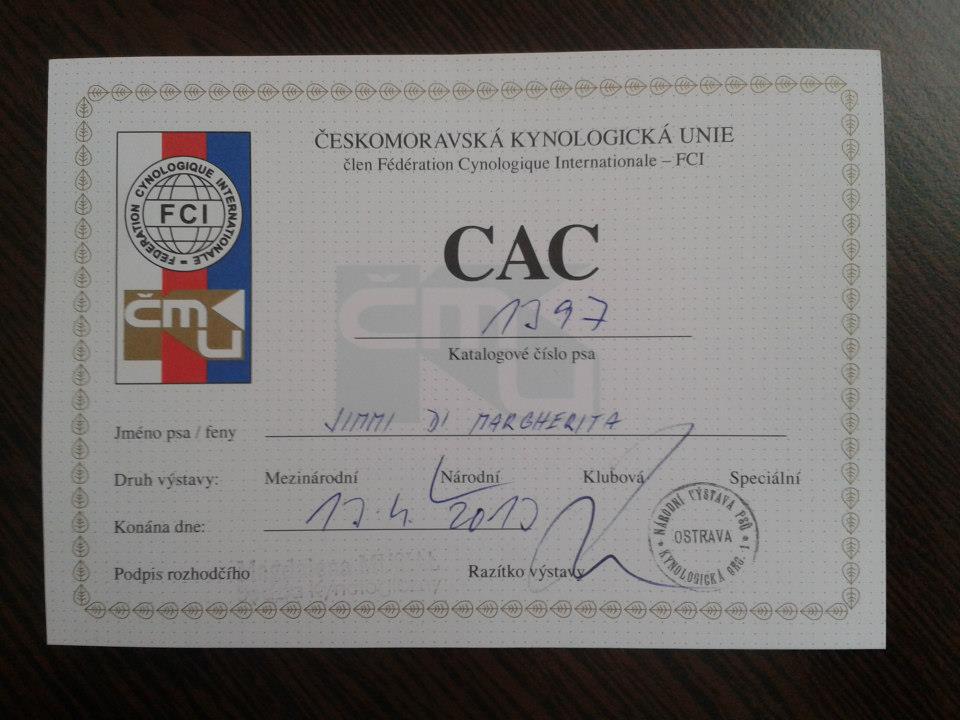 ČESKOMORAVSKÁ KYNOLOGICKÁ UNIE
člen Fédération Cynologique Internationale – FCI
FÉDÉRATION CYNOLOGIQUE INTERNATIONALE
FCI
ČMKU
CAC
1397
Katalogové číslo psa
Jméno psa / feny JIMMI DI MARGHERITA
Druh výstavy: Mezinárodní Národní Klubová Speciální
Konána dne: 13.4. 2013
Podpis rozhodčího Razítko výstavy
NÁRODNÍ VÝSTAVA PSŮ
OSTRAVA
KYNOLOGICKÁ ORG. 1